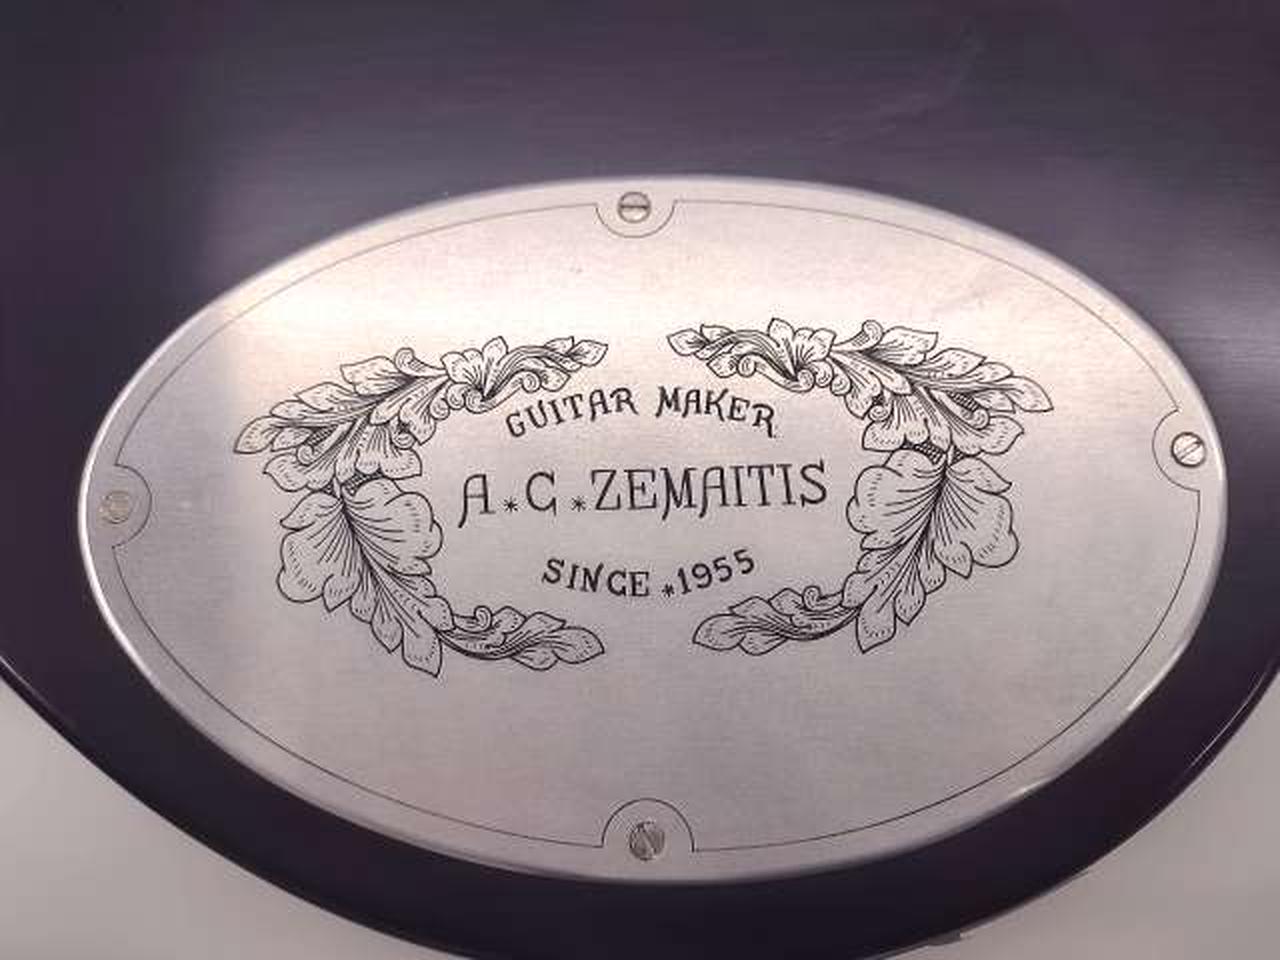 GUITAR MAKER
A*C*ZEMAITIS
SINCE *1955